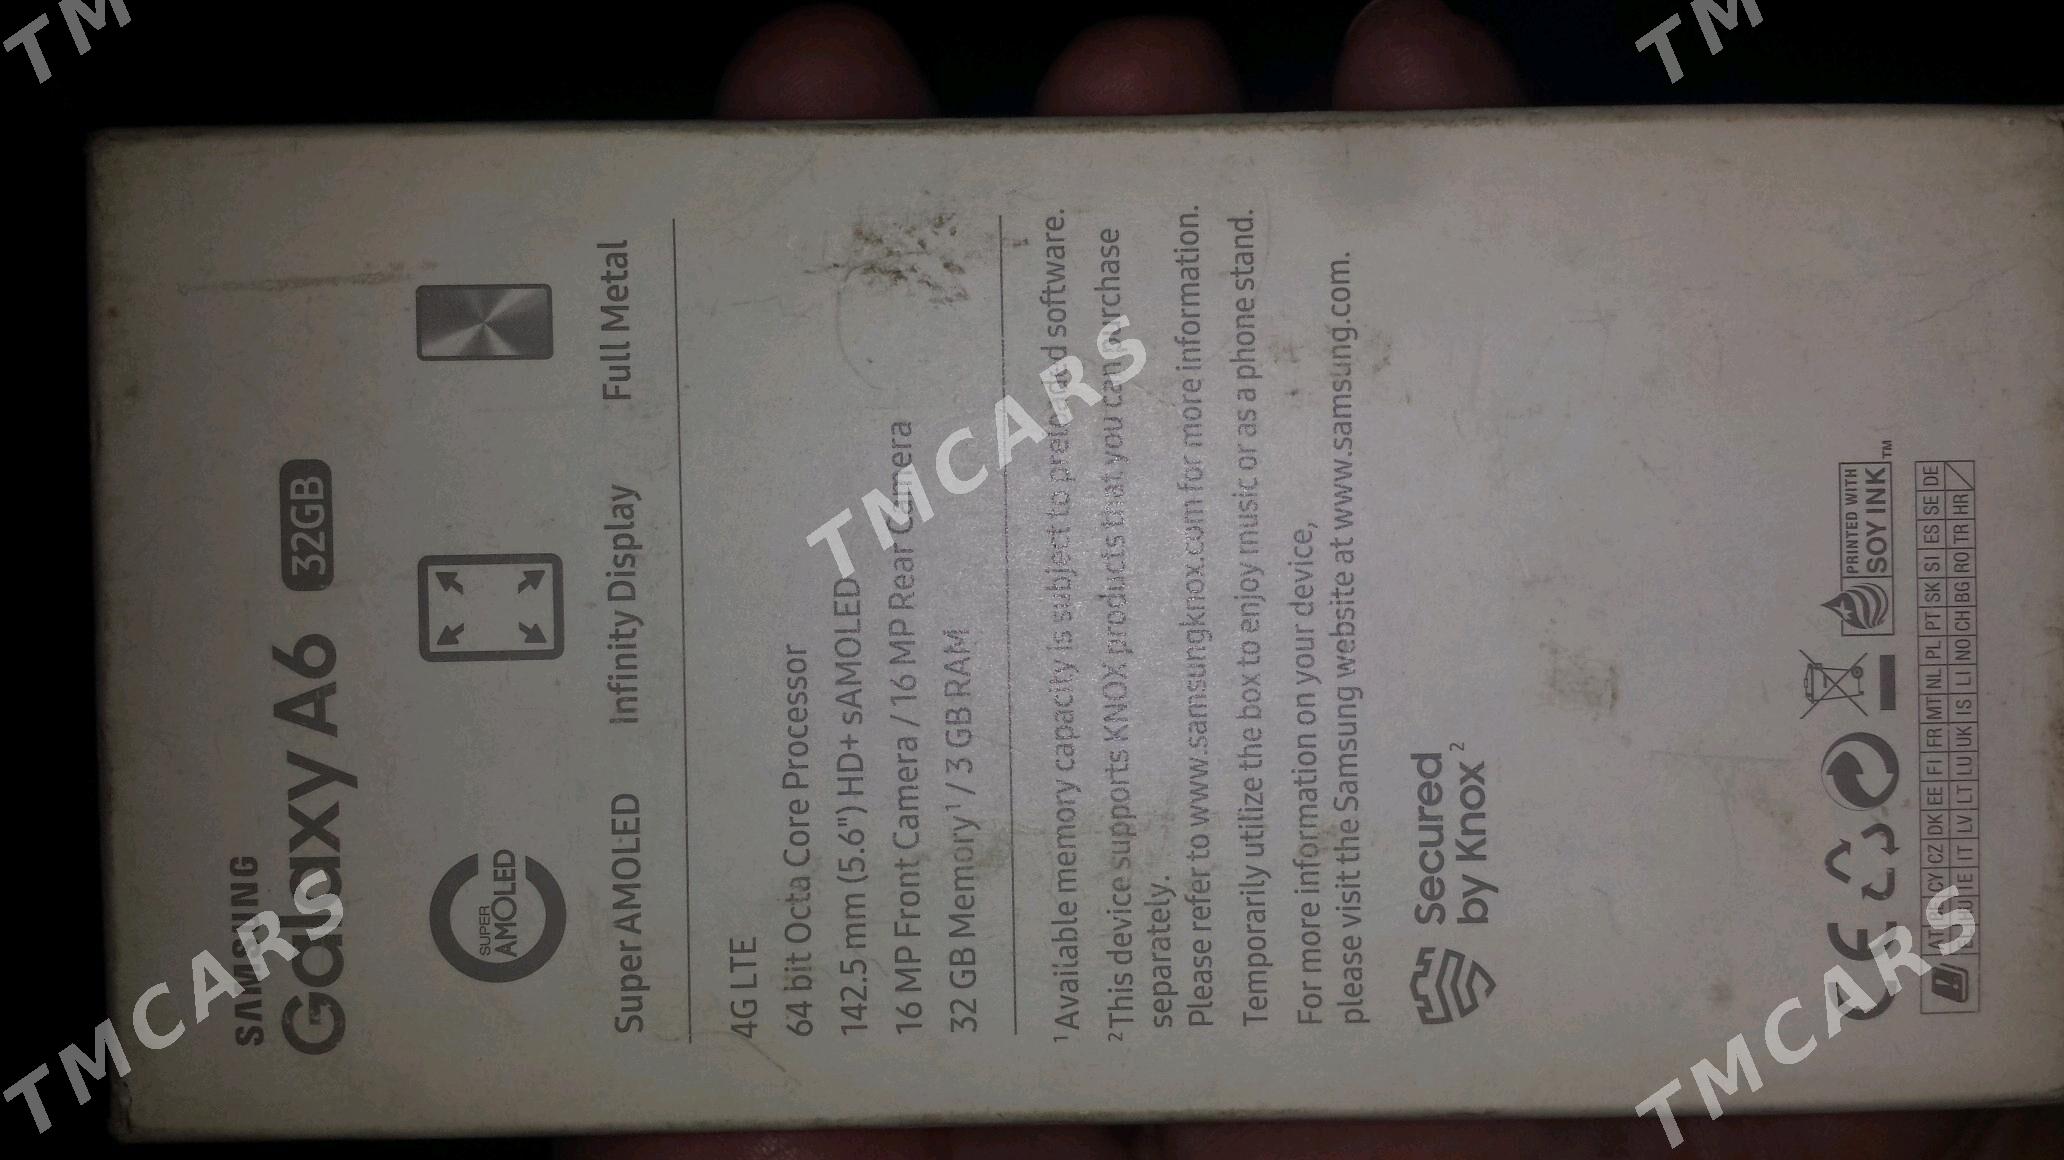 SAMSUNG
Galaxy A6 32GB
SUPER
AMOLED
Super AMOLED
Infinity Display
Full Metal
4G LTE
64 bit Octa Core Processor
142.5 mm (5.6") HD+ sAMOLED
16 MP Front Camera / 16 MP Rear Camera
32 GB Memory¹ / 3 GB RAM
¹ Available memory capacity is subject to preloaded software.
² This device supports KNOX products that you can purchase
separately.
Please refer to www.samsungknox.com for more information.
Temporarily utilize the box to enjoy music or as a phone stand.
For more information on your device,
please visit the Samsung website at www.samsung.com.
Secured
by Knox²
CE
PRINTED WITH
SOY INK™
AT CY CZ DK EE FI FR MT NL PL PT SK SI ES SE DE
IE IT LV LT LU UK IS LI NO CH BG RO TR HR
TMCARS
TMCARS
TMCARS
TM
TM